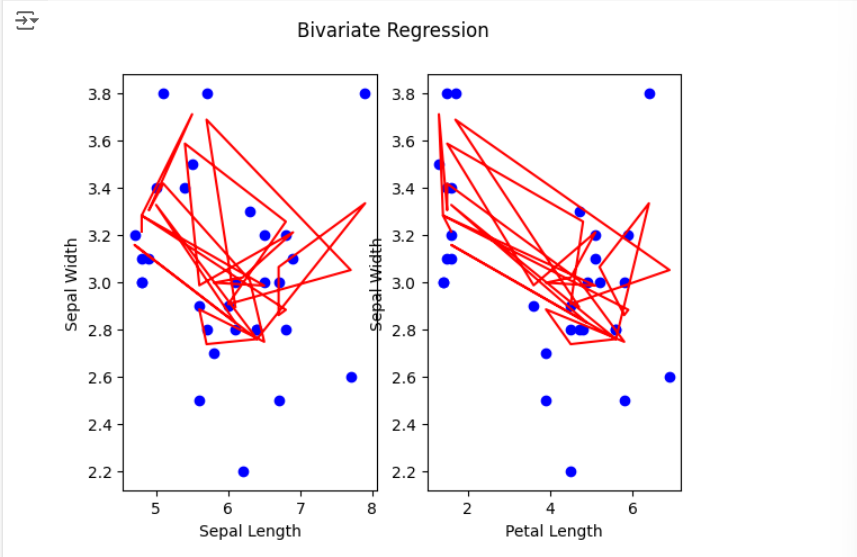 Bivariate Regression
3.8
3.6
3.4
3.2
3.0
2.8
2.6
2.4
2.2
Sepal Width
5 6 7 8
Sepal Length
3.8
3.6
3.4
3.2
3.0
2.8
2.6
2.4
2.2
Sepal Width
2 4 6
Petal Length